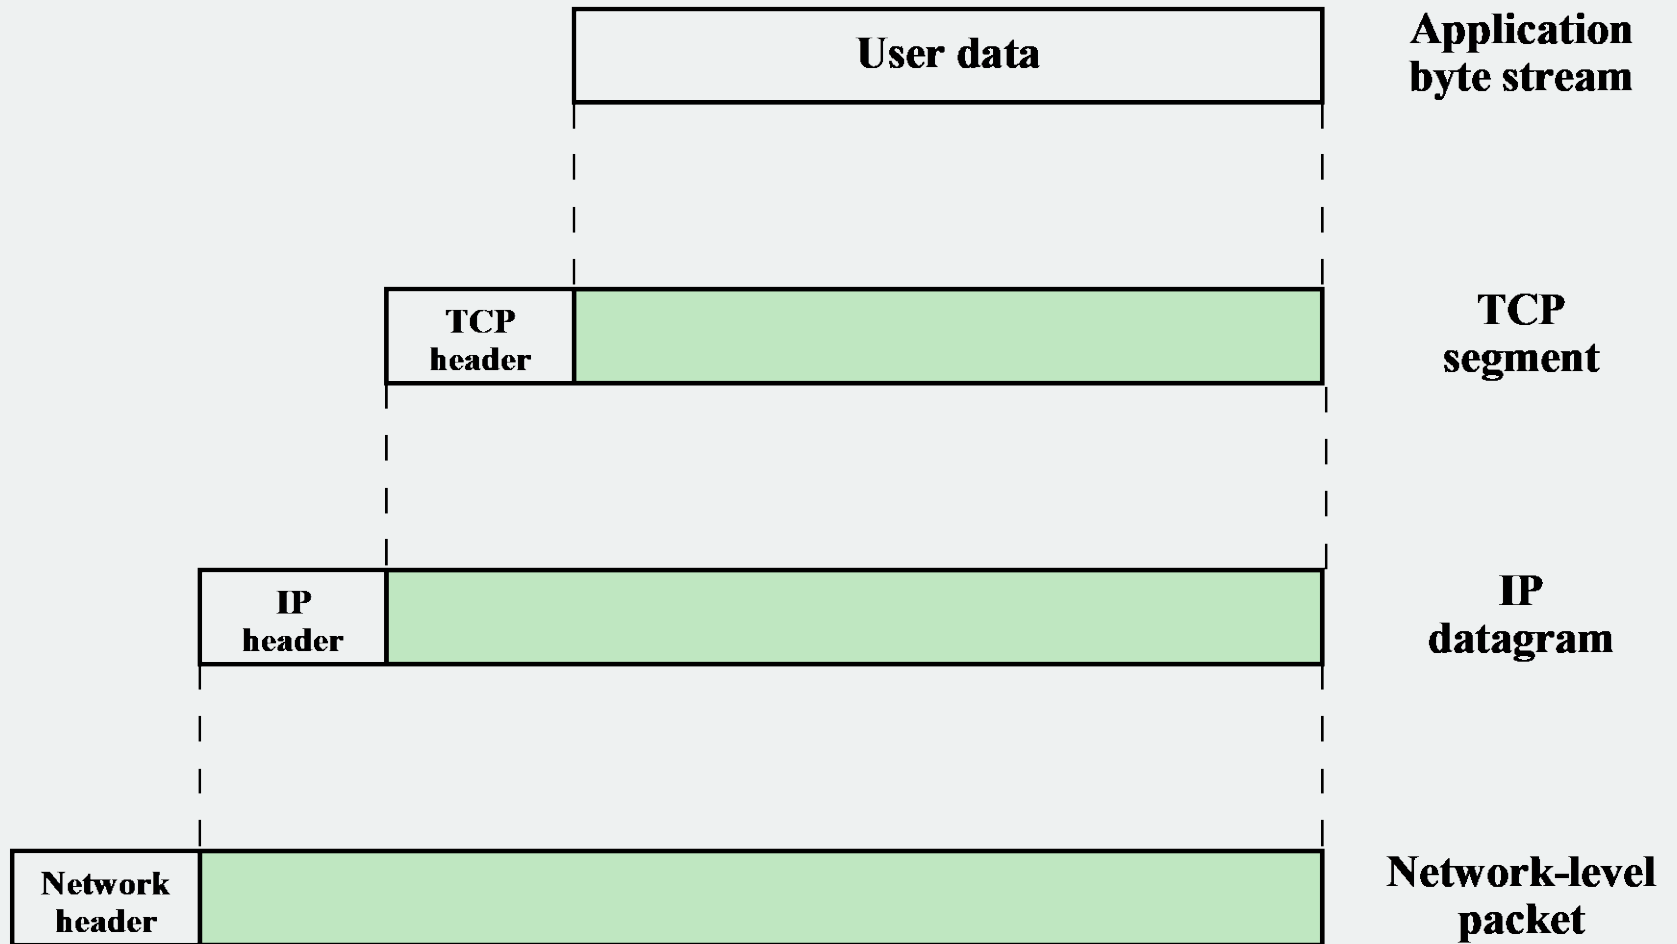 User data
Application
byte stream
TCP
header
TCP
segment
IP
header
IP
datagram
Network
header
Network-level
packet